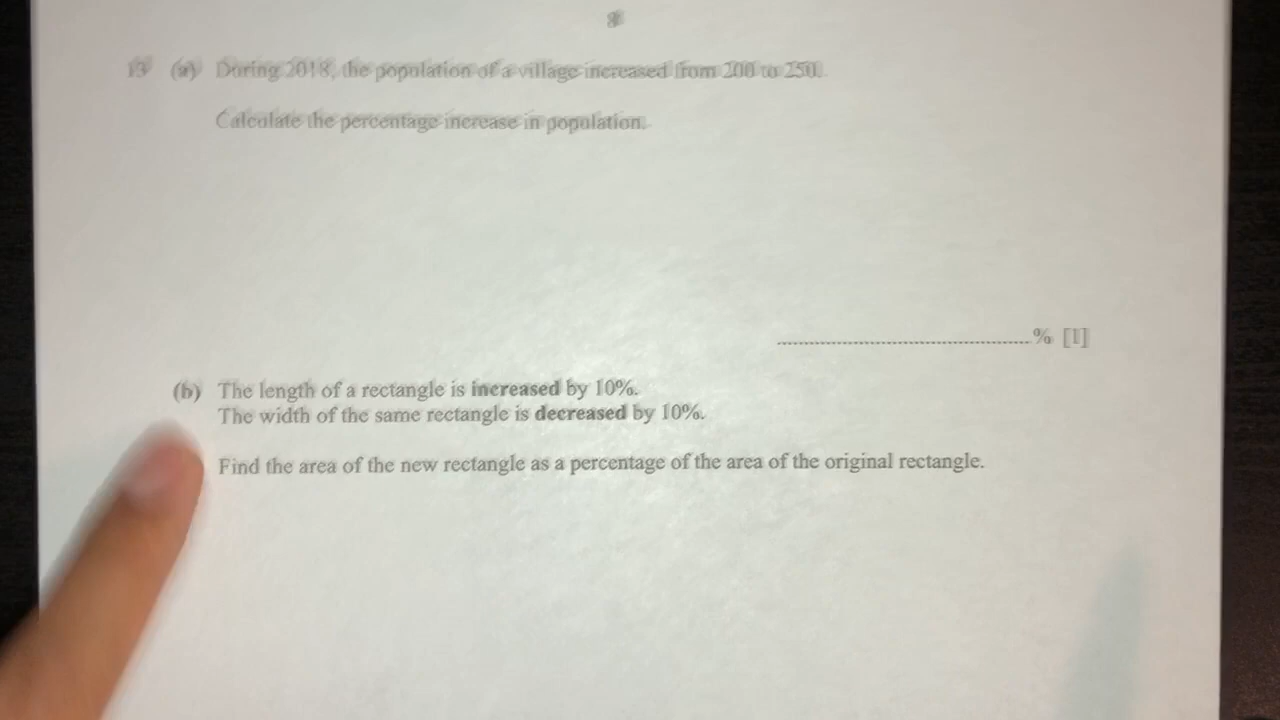 8
13 (a) During 2018, the population of a village increased from 200 to 250.
Calculate the percentage increase in population.
........................................... % [1]
(b) The length of a rectangle is increased by 10%.
The width of the same rectangle is decreased by 10%.
Find the area of the new rectangle as a percentage of the area of the original rectangle.